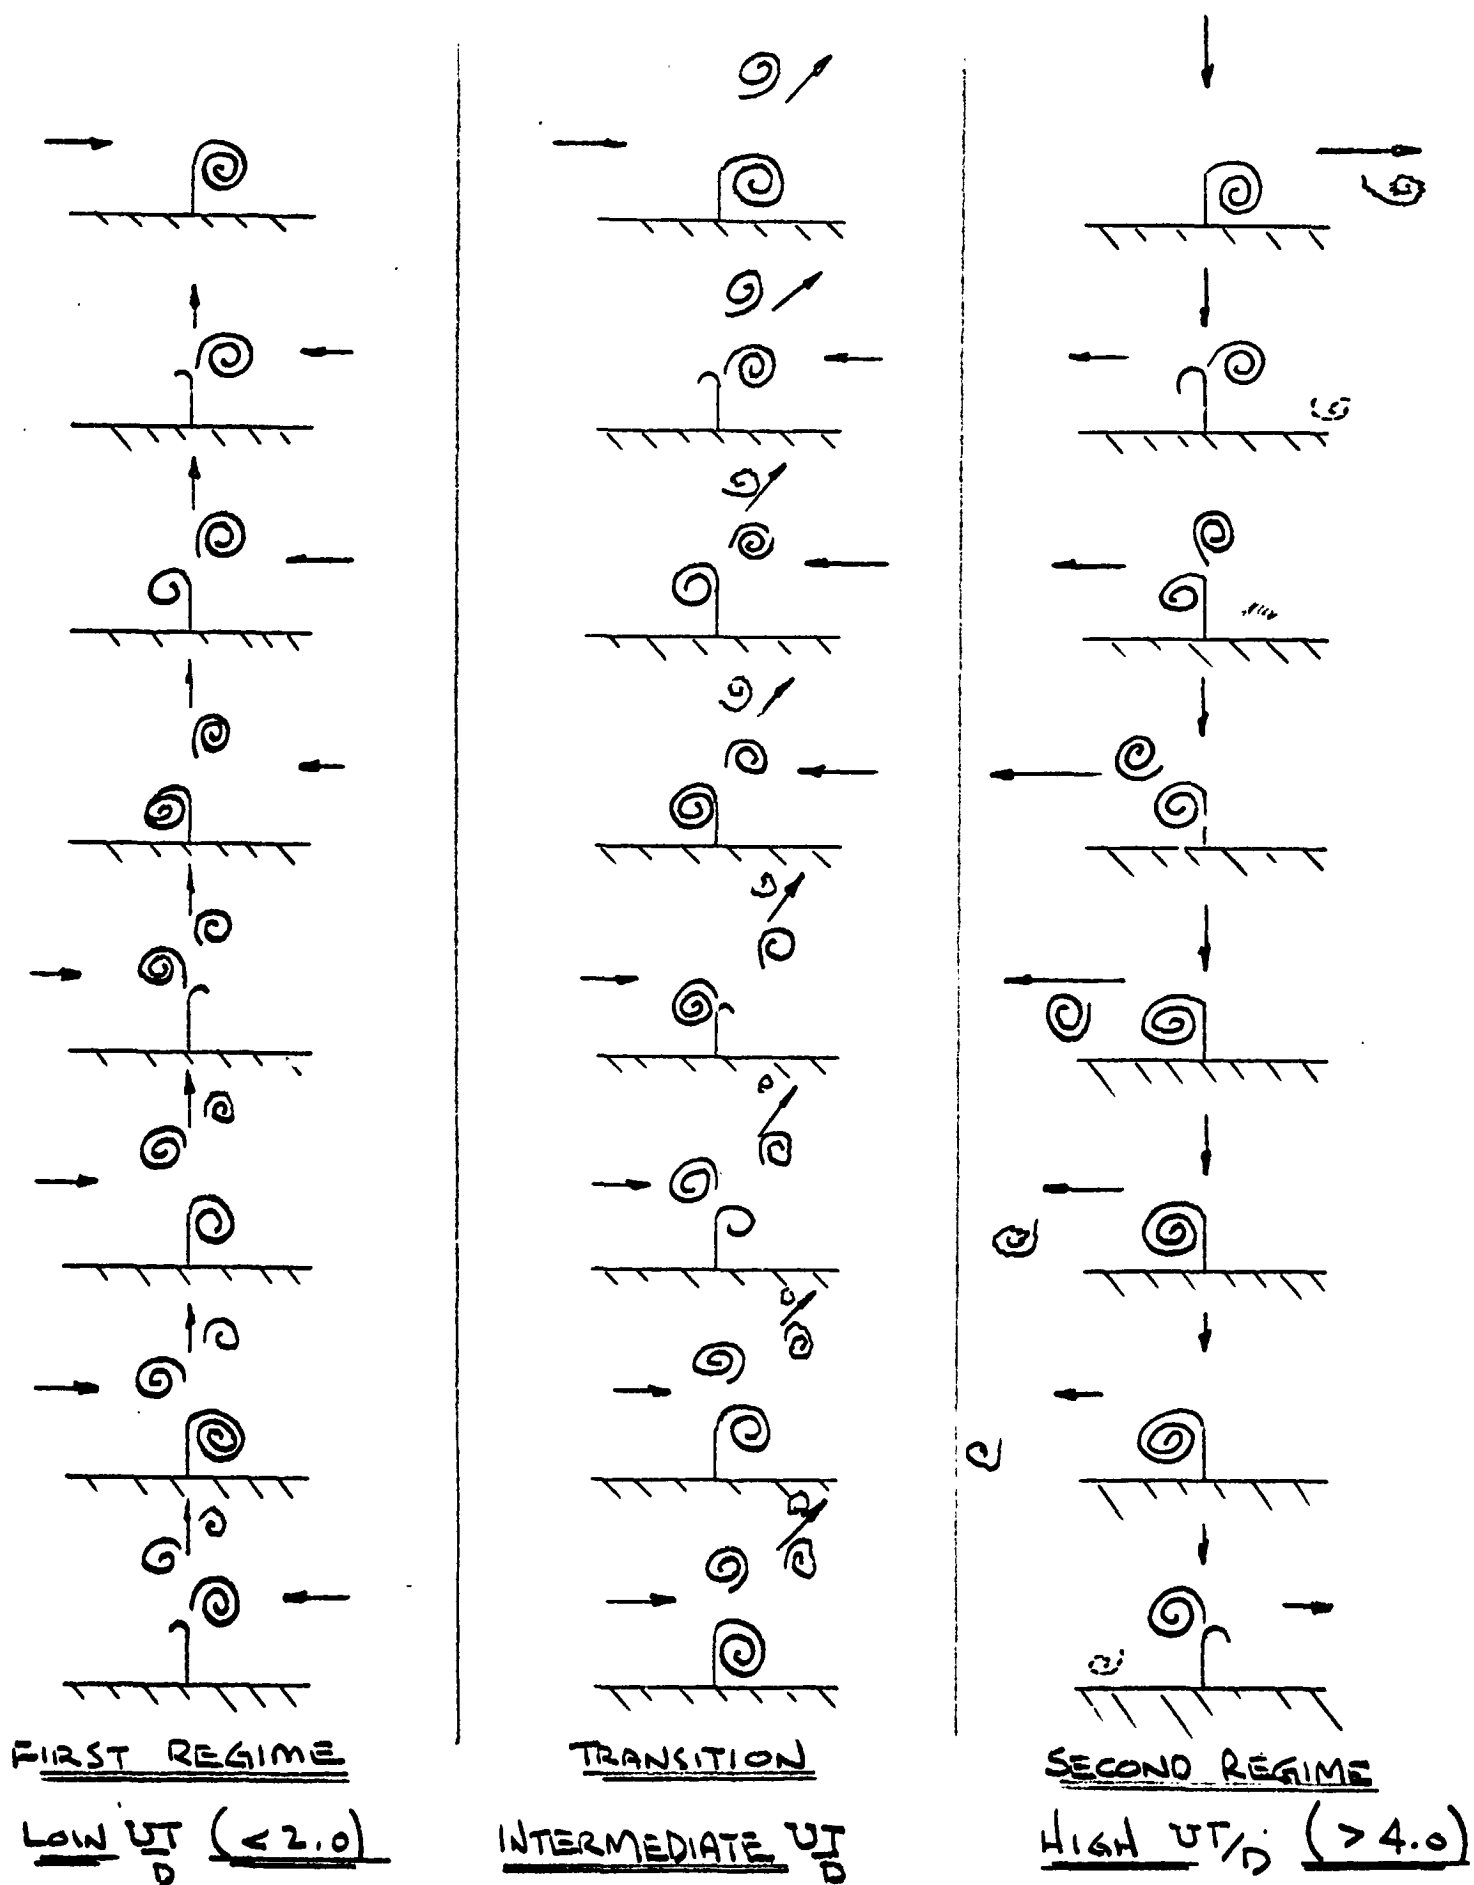 FIRST REGIME
LOW UT/D (<2.0)
TRANSITION
INTERMEDIATE UT/D
SECOND REGIME
HIGH UT/D (>4.0)